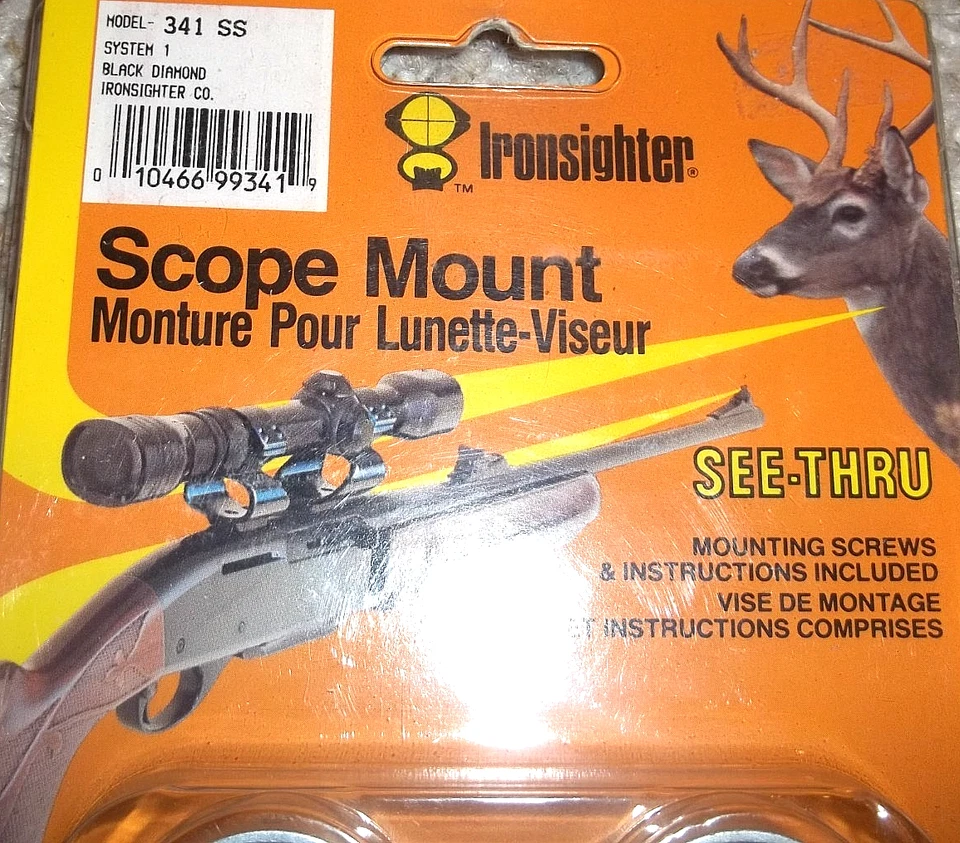 MODEL- 341 SS
SYSTEM 1
BLACK DIAMOND
IRONSIGHTER CO.
0 10466 99341 9
Ironsighter®
TM
Scope Mount
Monture Pour Lunette-Viseur
SEE-THRU
MOUNTING SCREWS
& INSTRUCTIONS INCLUDED
VISE DE MONTAGE
ET INSTRUCTIONS COMPRISES